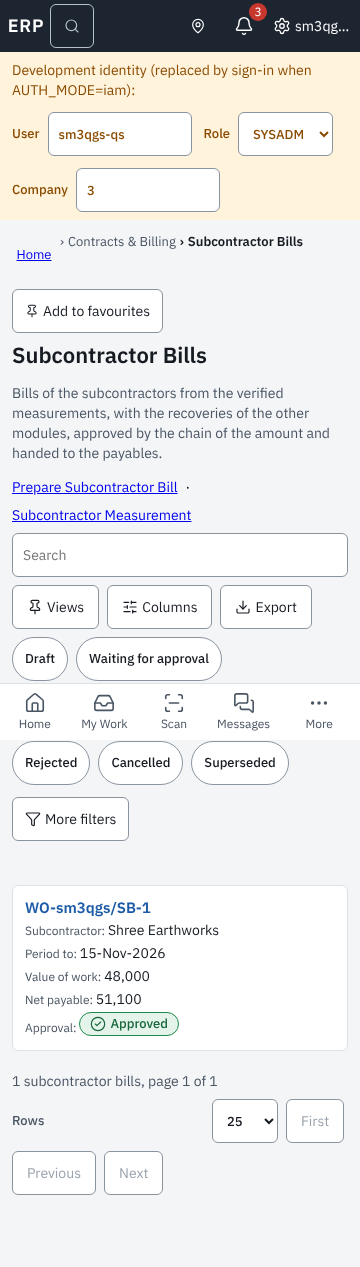 ERP
3
sm3qg...
Development identity (replaced by sign-in when
AUTH_MODE=iam):
User sm3qgs-qs Role SYSADM
Company 3
Home › Contracts & Billing › Subcontractor Bills
Add to favourites
Subcontractor Bills
Bills of the subcontractors from the verified
measurements, with the recoveries of the other
modules, approved by the chain of the amount and
handed to the payables.
Prepare Subcontractor Bill ·
Subcontractor Measurement
Search
Views Columns Export
Draft Waiting for approval
Home My Work Scan Messages More
Rejected Cancelled Superseded
More filters
WO-sm3qgs/SB-1
Subcontractor: Shree Earthworks
Period to: 15-Nov-2026
Value of work: 48,000
Net payable: 51,100
Approval: Approved
1 subcontractor bills, page 1 of 1
Rows 25 First
Previous Next